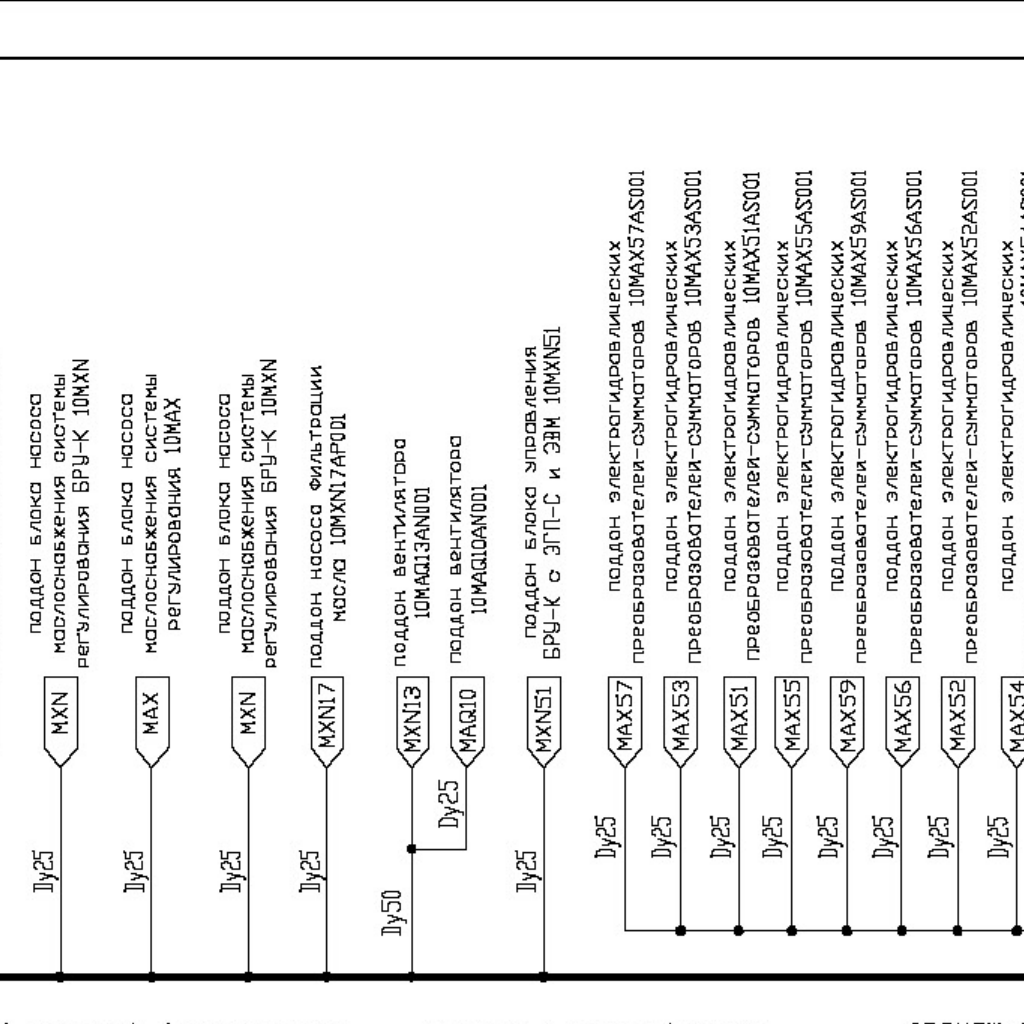 поддон блока насоса
маслоснабжения системы
регулирования БРУ-К 10MXN
поддон блока насоса
маслоснабжения системы
регулирования 10MAX
поддон блока насоса
маслоснабжения системы
регулирования БРУ-К 10MXN
поддон насоса фильтрации
масла 10MXN17AP001
поддон вентилятора
10MAQ13AN001
поддон вентилятора
10MAQ10AN001
поддон блока управления
БРУ-К с ЭГП-С и ЭВМ 10MXN51
поддон электрогидравлических
преобразователей-сумматоров 10MAX57AS001
поддон электрогидравлических
преобразователей-сумматоров 10MAX53AS001
поддон электрогидравлических
преобразователей-сумматоров 10MAX51AS001
поддон электрогидравлических
преобразователей-сумматоров 10MAX55AS001
поддон электрогидравлических
преобразователей-сумматоров 10MAX59AS001
поддон электрогидравлических
преобразователей-сумматоров 10MAX56AS001
поддон электрогидравлических
преобразователей-сумматоров 10MAX52AS001
поддон электрогидравлических
MXN
MAX
MXN
MXN17
MXN13
MAQ10
MXN51
MAX57
MAX53
MAX51
MAX55
MAX59
MAX56
MAX52
MAX54
Dy25
Dy25
Dy25
Dy25
Dy50
Dy25
Dy25
Dy25
Dy25
Dy25
Dy25
Dy25
Dy25
Dy25
Dy25